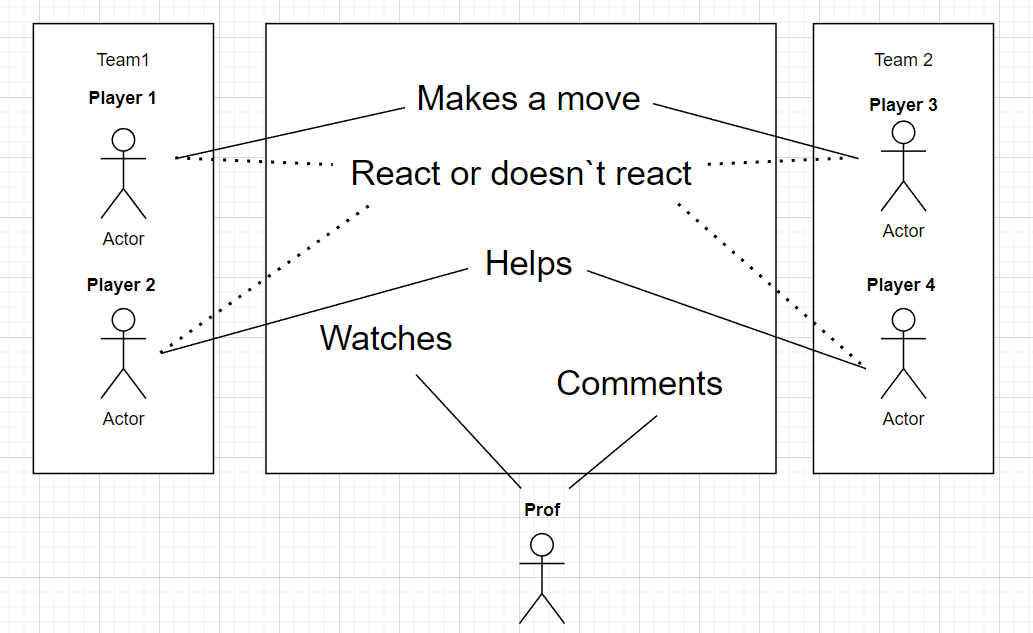 Team1
Player 1
Actor
Player 2
Actor
Makes a move
React or doesn`t react
Helps
Watches
Comments
Team 2
Player 3
Actor
Player 4
Actor
Prof